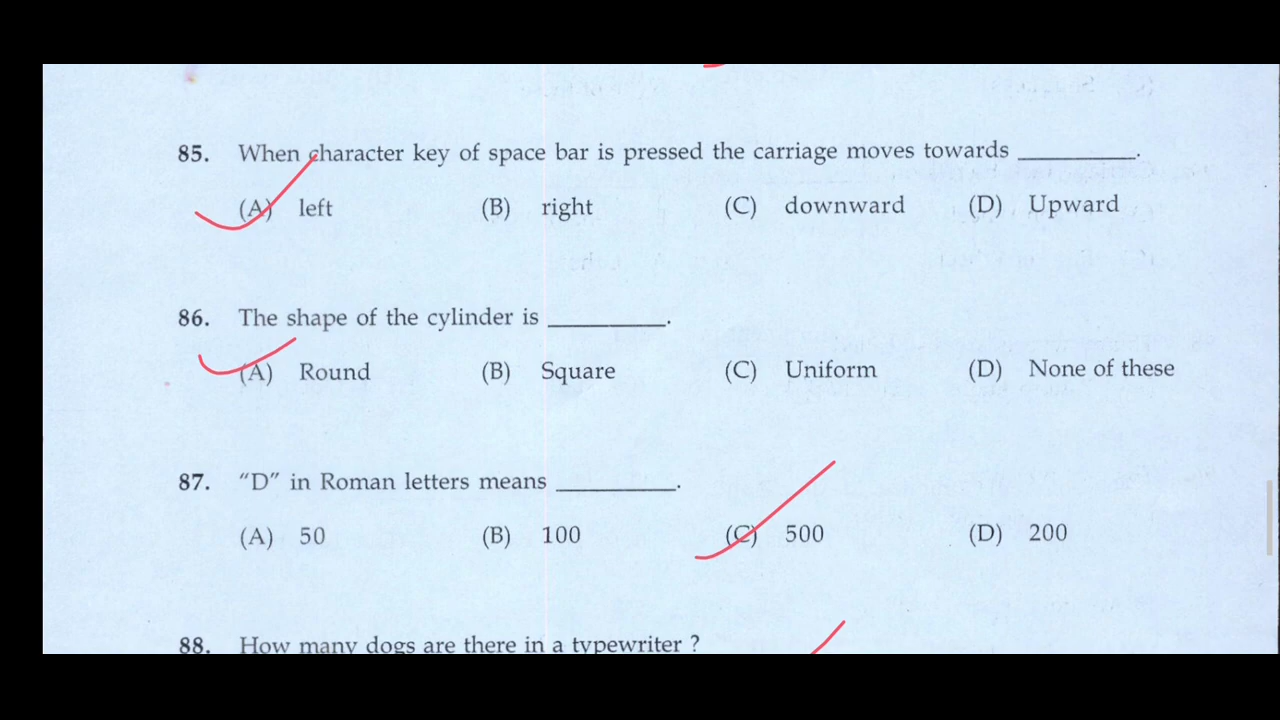 85. When character key of space bar is pressed the carriage moves towards __________.
(A) left (B) right (C) downward (D) Upward
86. The shape of the cylinder is __________.
(A) Round (B) Square (C) Uniform (D) None of these
87. “D” in Roman letters means __________.
(A) 50 (B) 100 (C) 500 (D) 200
88. How many dogs are there in a typewriter ?